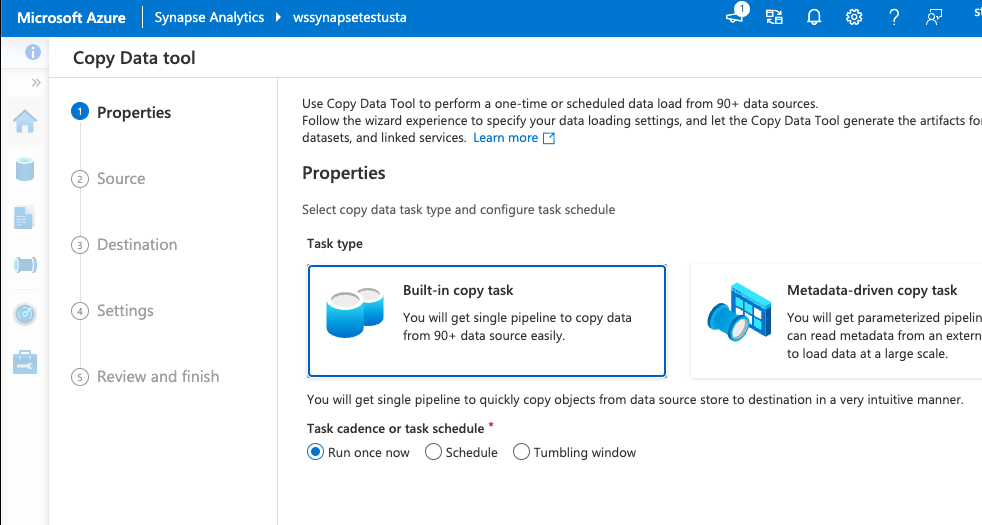 Microsoft Azure
Synapse Analytics
wssynapsetestusta
1
st
Copy Data tool
1 Properties
2 Source
3 Destination
4 Settings
5 Review and finish
Use Copy Data Tool to perform a one-time or scheduled data load from 90+ data sources.
Follow the wizard experience to specify your data loading settings, and let the Copy Data Tool generate the artifacts fo
datasets, and linked services. Learn more
Properties
Select copy data task type and configure task schedule
Task type
Built-in copy task
You will get single pipeline to copy data
from 90+ data source easily.
Metadata-driven copy task
You will get parameterized pipelin
can read metadata from an extern
to load data at a large scale.
You will get single pipeline to quickly copy objects from data source store to destination in a very intuitive manner.
Task cadence or task schedule *
Run once now
Schedule
Tumbling window